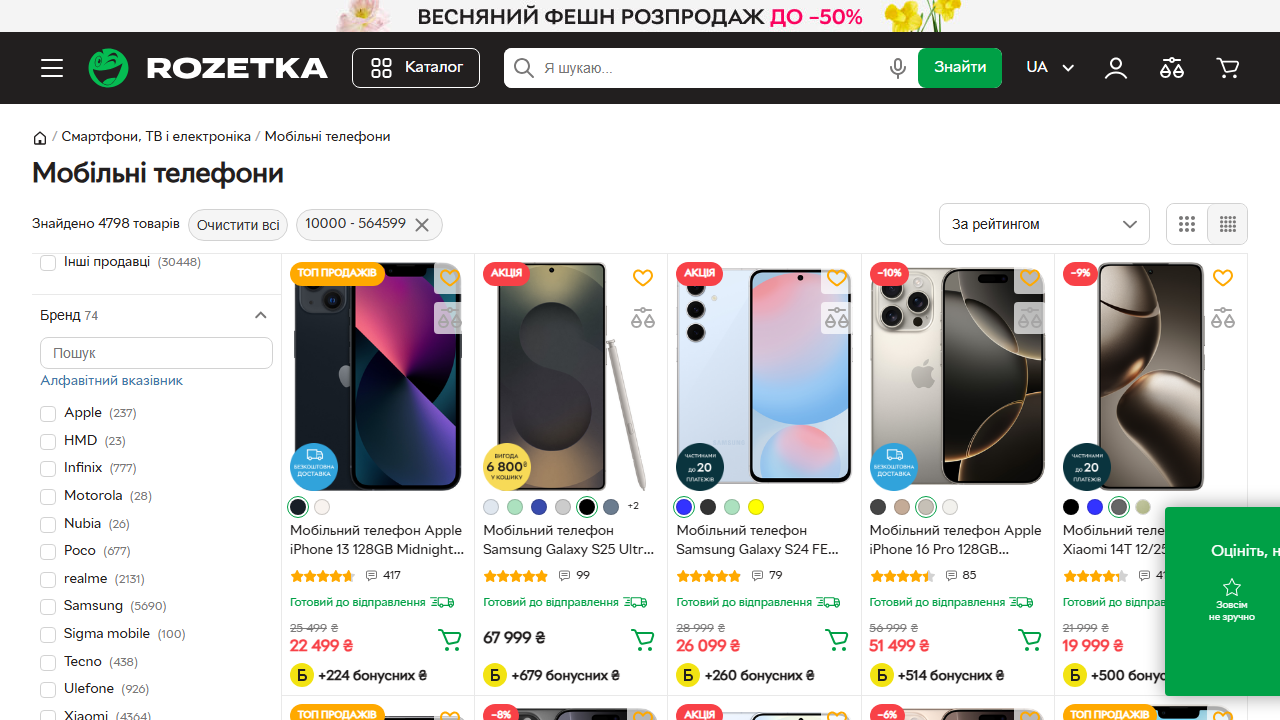 ВЕСНЯНИЙ ФЕШН РОЗПРОДАЖ ДО −50%
ROZETKA
Каталог
Я шукаю...
Знайти
UA
/ Смартфони, ТВ і електроніка / Мобільні телефони
Мобільні телефони
Знайдено 4798 товарів
Очистити всі
10000 - 564599
За рейтингом
Інші продавці (30448)
Бренд 74
Пошук
Алфавітний вказівник
Apple (237)
HMD (23)
Infinix (777)
Motorola (28)
Nubia (26)
Poco (677)
realme (2131)
Samsung (5690)
Sigma mobile (100)
Tecno (438)
Ulefone (926)
Xiaomi (4364)
ТОП ПРОДАЖІВ
БЕЗКОШТОВНА
ДОСТАВКА
Мобільний телефон Apple
iPhone 13 128GB Midnight...
417
Готовий до відправлення
25 499 ₴
22 499 ₴
Б +224 бонусних ₴
АКЦІЯ
ВИГОДА
6 800₴
У КОШИКУ
+2
Мобільний телефон
Samsung Galaxy S25 Ultr...
99
Готовий до відправлення
67 999 ₴
Б +679 бонусних ₴
АКЦІЯ
SAMSUNG
ЧАСТИНАМИ
ДО 20
ПЛАТЕЖІВ
Мобільний телефон
Samsung Galaxy S24 FE...
79
Готовий до відправлення
28 999 ₴
26 099 ₴
Б +260 бонусних ₴
−10%
БЕЗКОШТОВНА
ДОСТАВКА
Мобільний телефон Apple
iPhone 16 Pro 128GB...
85
Готовий до відправлення
56 999 ₴
51 499 ₴
Б +514 бонусних ₴
−9%
ЧАСТИНАМИ
ДО 20
ПЛАТЕЖІВ
Мобільний теле
Xiaomi 14T 12/25
41
Готовий до відправле
21 999 ₴
19 999 ₴
Б +500 бонус
Оцініть, н
Зовсім
не зручно
ТОП ПРОДАЖІВ
−8%
АКЦІЯ
−6%
ТОП ПРОДАЖІВ